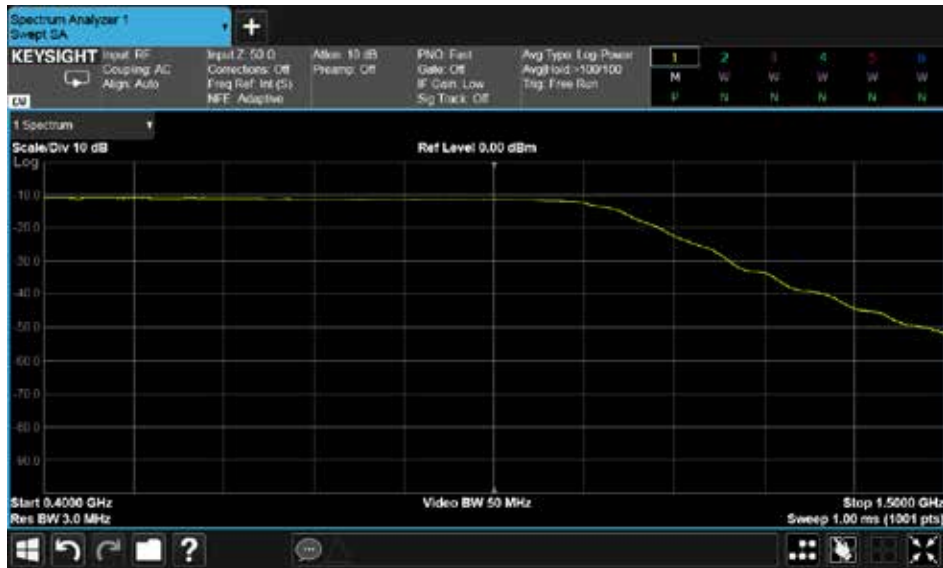 Spectrum Analyzer 1
Swept SA
+
KEYSIGHT Input: RF
Coupling: AC
Align: Auto
Input Z: 50 Ω
Corrections: Off
Freq Ref: Int (S)
NFE: Adaptive
Atten: 10 dB
Preamp: Off
PNO: Fast
Gate: Off
IF Gain: Low
Sig Track: Off
Avg Type: Log-Power
Avg|Hold: >100/100
Trig: Free Run
1 2 3 4 5 6
M W W W W W
P N N N N N
1 Spectrum
Scale/Div 10 dB
Ref Level 0.00 dBm
Log
-10.0
-20.0
-30.0
-40.0
-50.0
-60.0
-70.0
-80.0
-90.0
Start 0.4000 GHz
Res BW 3.0 MHz
Video BW 50 MHz
Stop 1.5000 GHz
Sweep 1.00 ms (1001 pts)
?